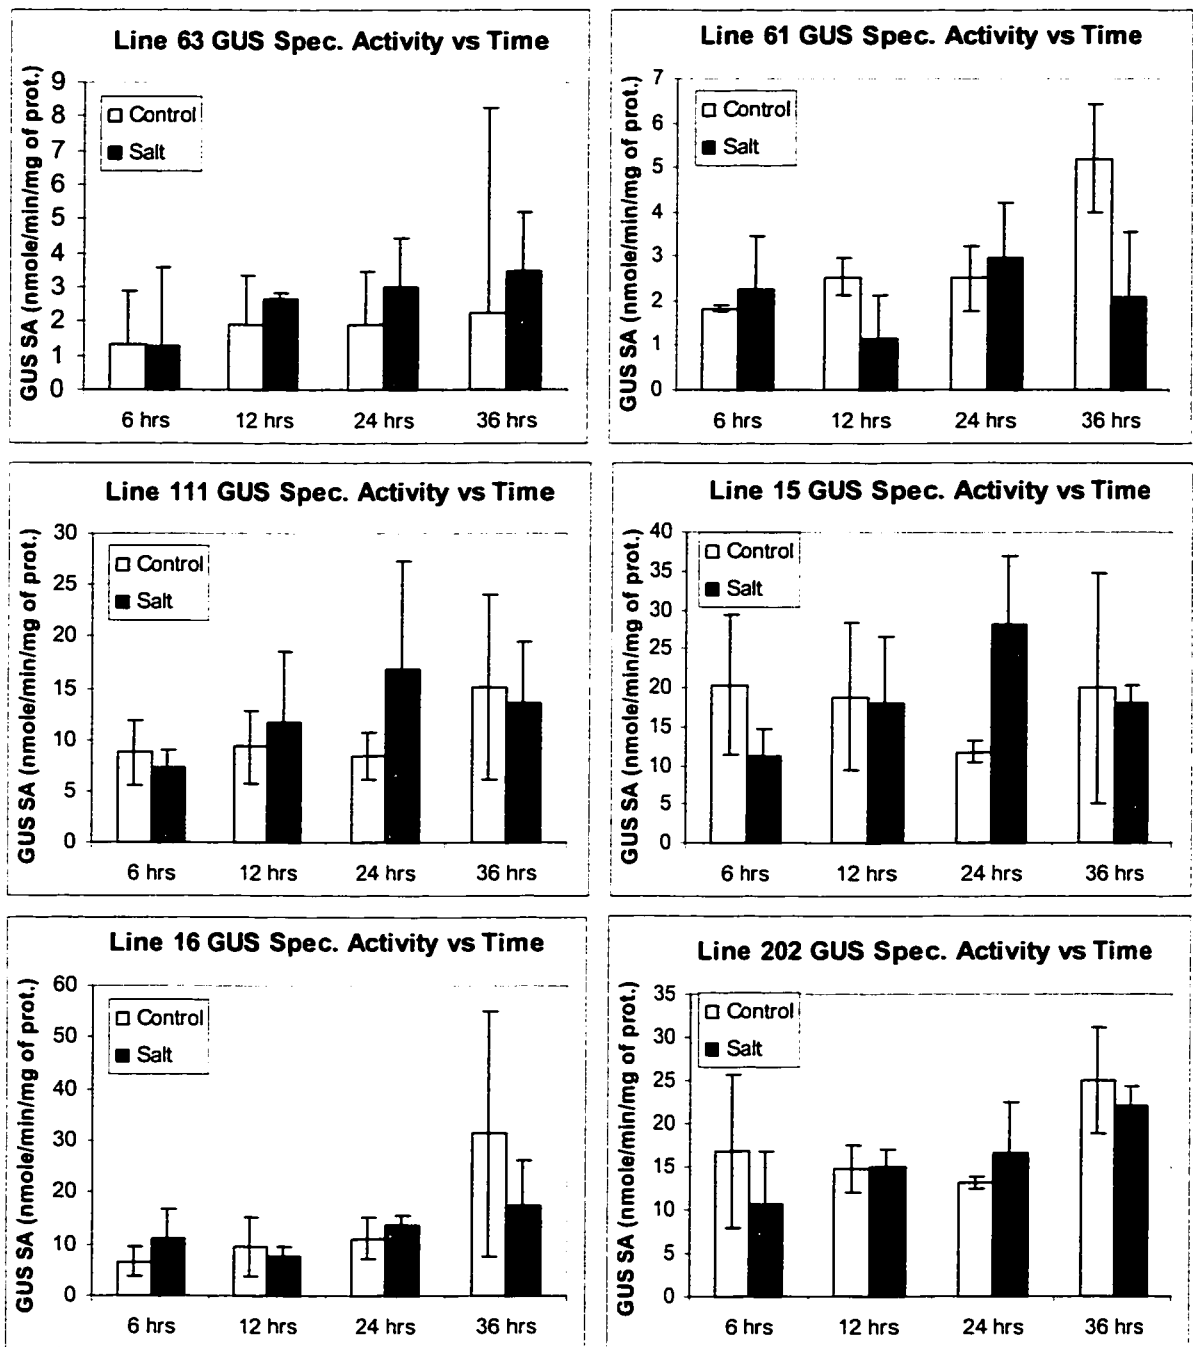 Line 63 GUS Spec. Activity vs Time
GUS SA (nmole/min/mg of prot.)
9
8
7
6
5
4
3
2
1
0
Control
Salt
6 hrs 12 hrs 24 hrs 36 hrs
Line 61 GUS Spec. Activity vs Time
GUS SA (nmole/min/mg of prot.)
7
6
5
4
3
2
1
0
Control
Salt
6 hrs 12 hrs 24 hrs 36 hrs
Line 111 GUS Spec. Activity vs Time
GUS SA (nmole/min/mg of prot.)
30
25
20
15
10
5
0
Control
Salt
6 hrs 12 hrs 24 hrs 36 hrs
Line 15 GUS Spec. Activity vs Time
GUS SA (nmole/min/mg of prot.)
40
35
30
25
20
15
10
5
0
Control
Salt
6 hrs 12 hrs 24 hrs 36 hrs
Line 16 GUS Spec. Activity vs Time
GUS SA (nmole/min/mg of prot.)
60
50
40
30
20
10
0
Control
Salt
6 hrs 12 hrs 24 hrs 36 hrs
Line 202 GUS Spec. Activity vs Time
GUS SA (nmole/min/mg of prot.)
35
30
25
20
15
10
5
0
Control
Salt
6 hrs 12 hrs 24 hrs 36 hrs